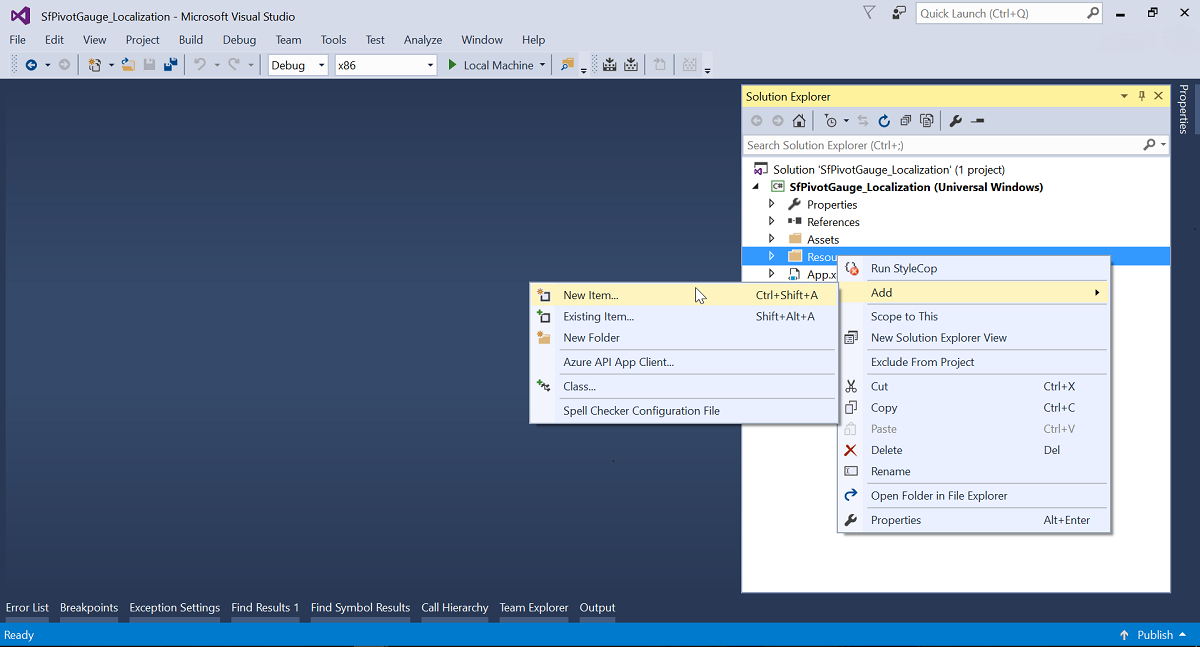 SfPivotGauge_Localization - Microsoft Visual Studio
Quick Launch (Ctrl+Q)
File Edit View Project Build Debug Team Tools Test Analyze Window Help
Debug x86 Local Machine
Solution Explorer
Properties
Search Solution Explorer (Ctrl+;)
Solution 'SfPivotGauge_Localization' (1 project)
C# SfPivotGauge_Localization (Universal Windows)
Properties
References
Assets
Resou
App.x
Run StyleCop
Add
Scope to This
New Solution Explorer View
Exclude From Project
Cut Ctrl+X
Copy Ctrl+C
Paste Ctrl+V
Delete Del
Rename
Open Folder in File Explorer
Properties Alt+Enter
New Item... Ctrl+Shift+A
Existing Item... Shift+Alt+A
New Folder
Azure API App Client...
Class...
Spell Checker Configuration File
Error List Breakpoints Exception Settings Find Results 1 Find Symbol Results Call Hierarchy Team Explorer Output
Ready Publish